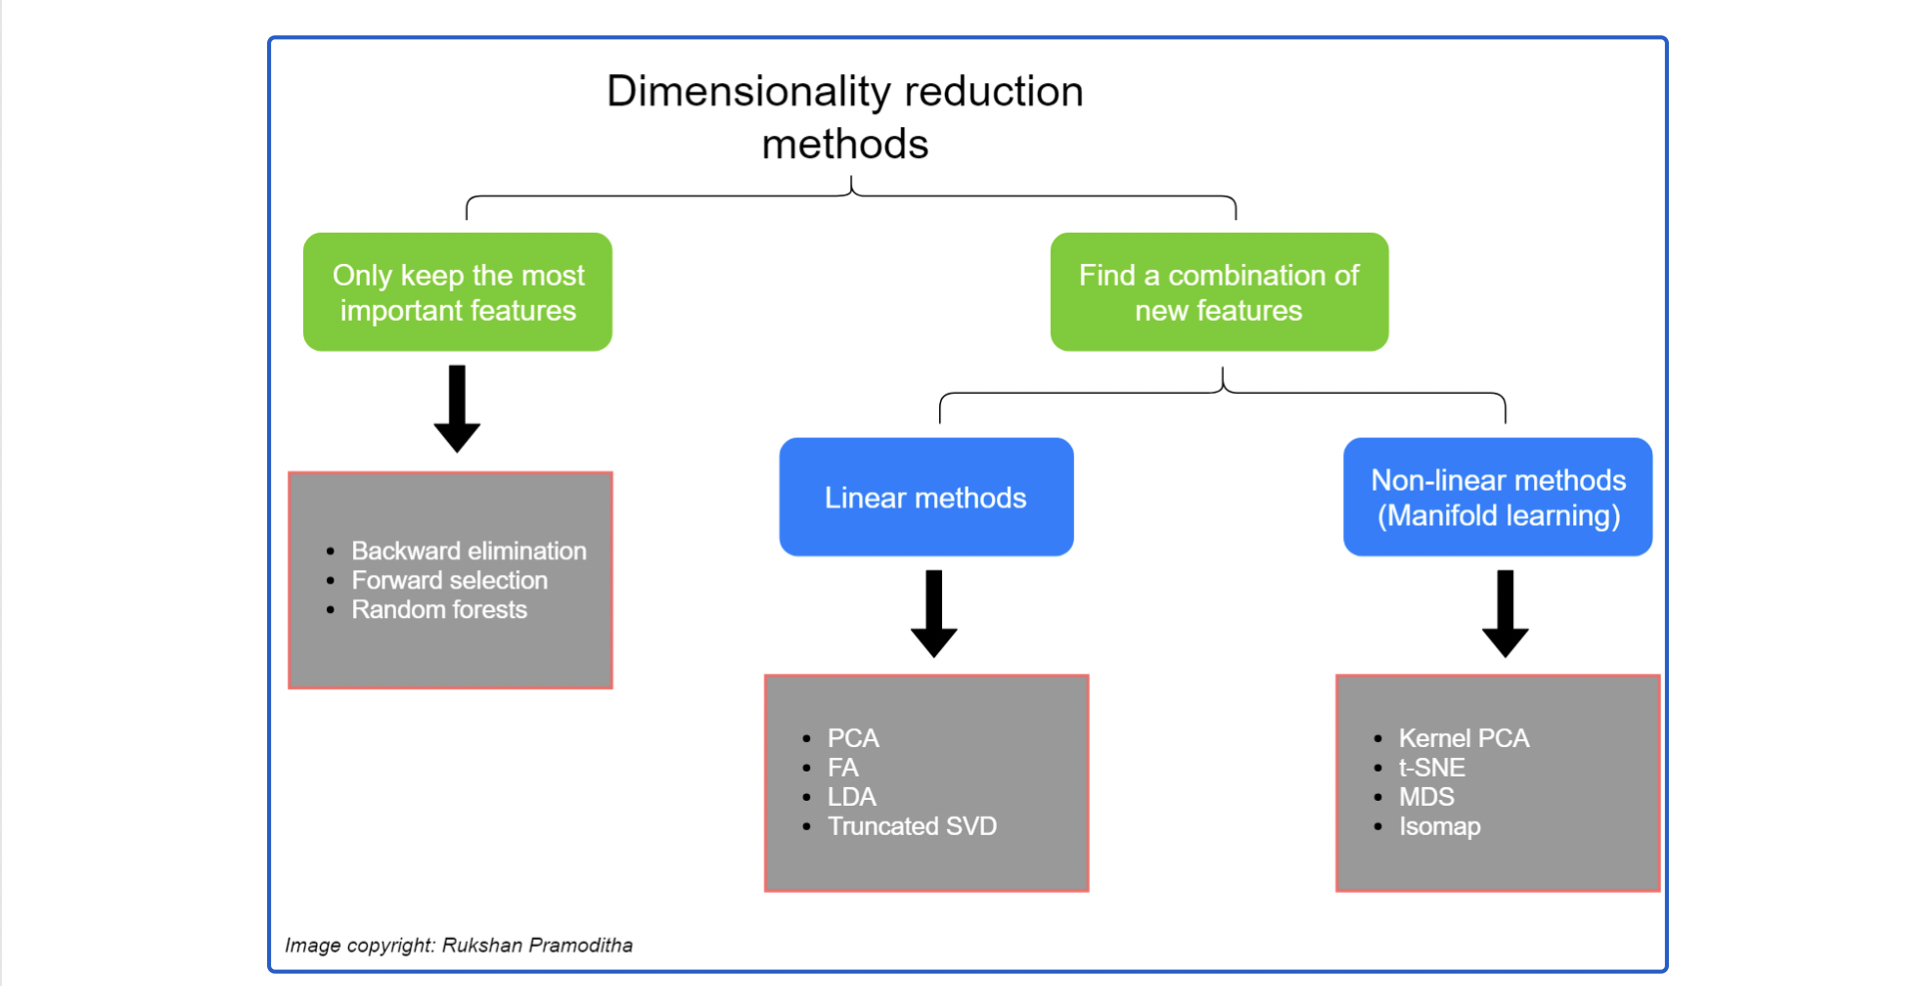 Dimensionality reduction
methods
Only keep the most
important features
Find a combination of
new features
Backward elimination
Forward selection
Random forests
Linear methods
Non-linear methods
(Manifold learning)
PCA
FA
LDA
Truncated SVD
Kernel PCA
t-SNE
MDS
Isomap
Image copyright: Rukshan Pramoditha